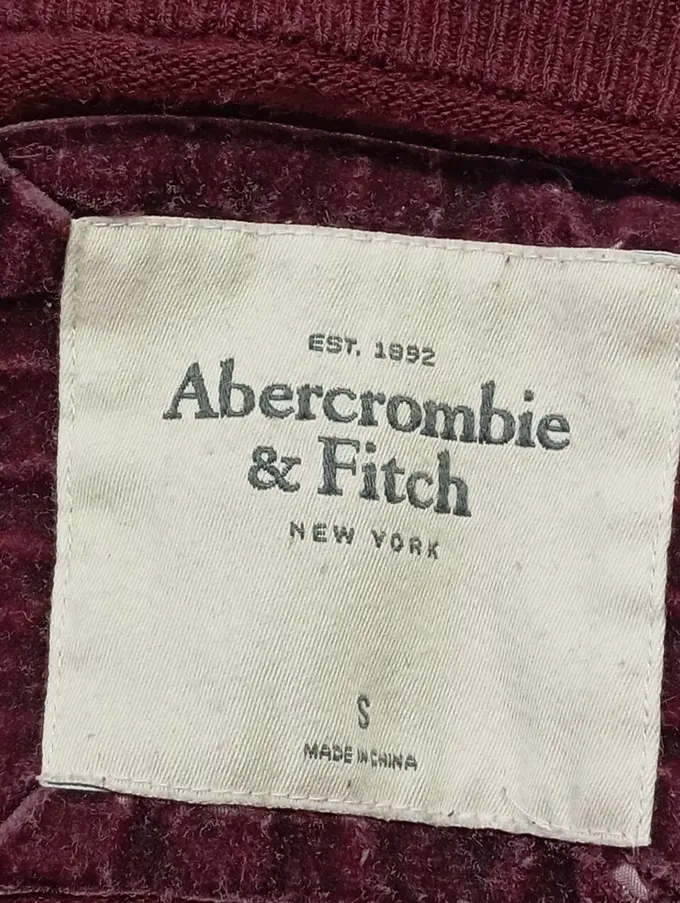 EST. 1892
Abercrombie
& Fitch
NEW YORK
S
MADE IN CHINA